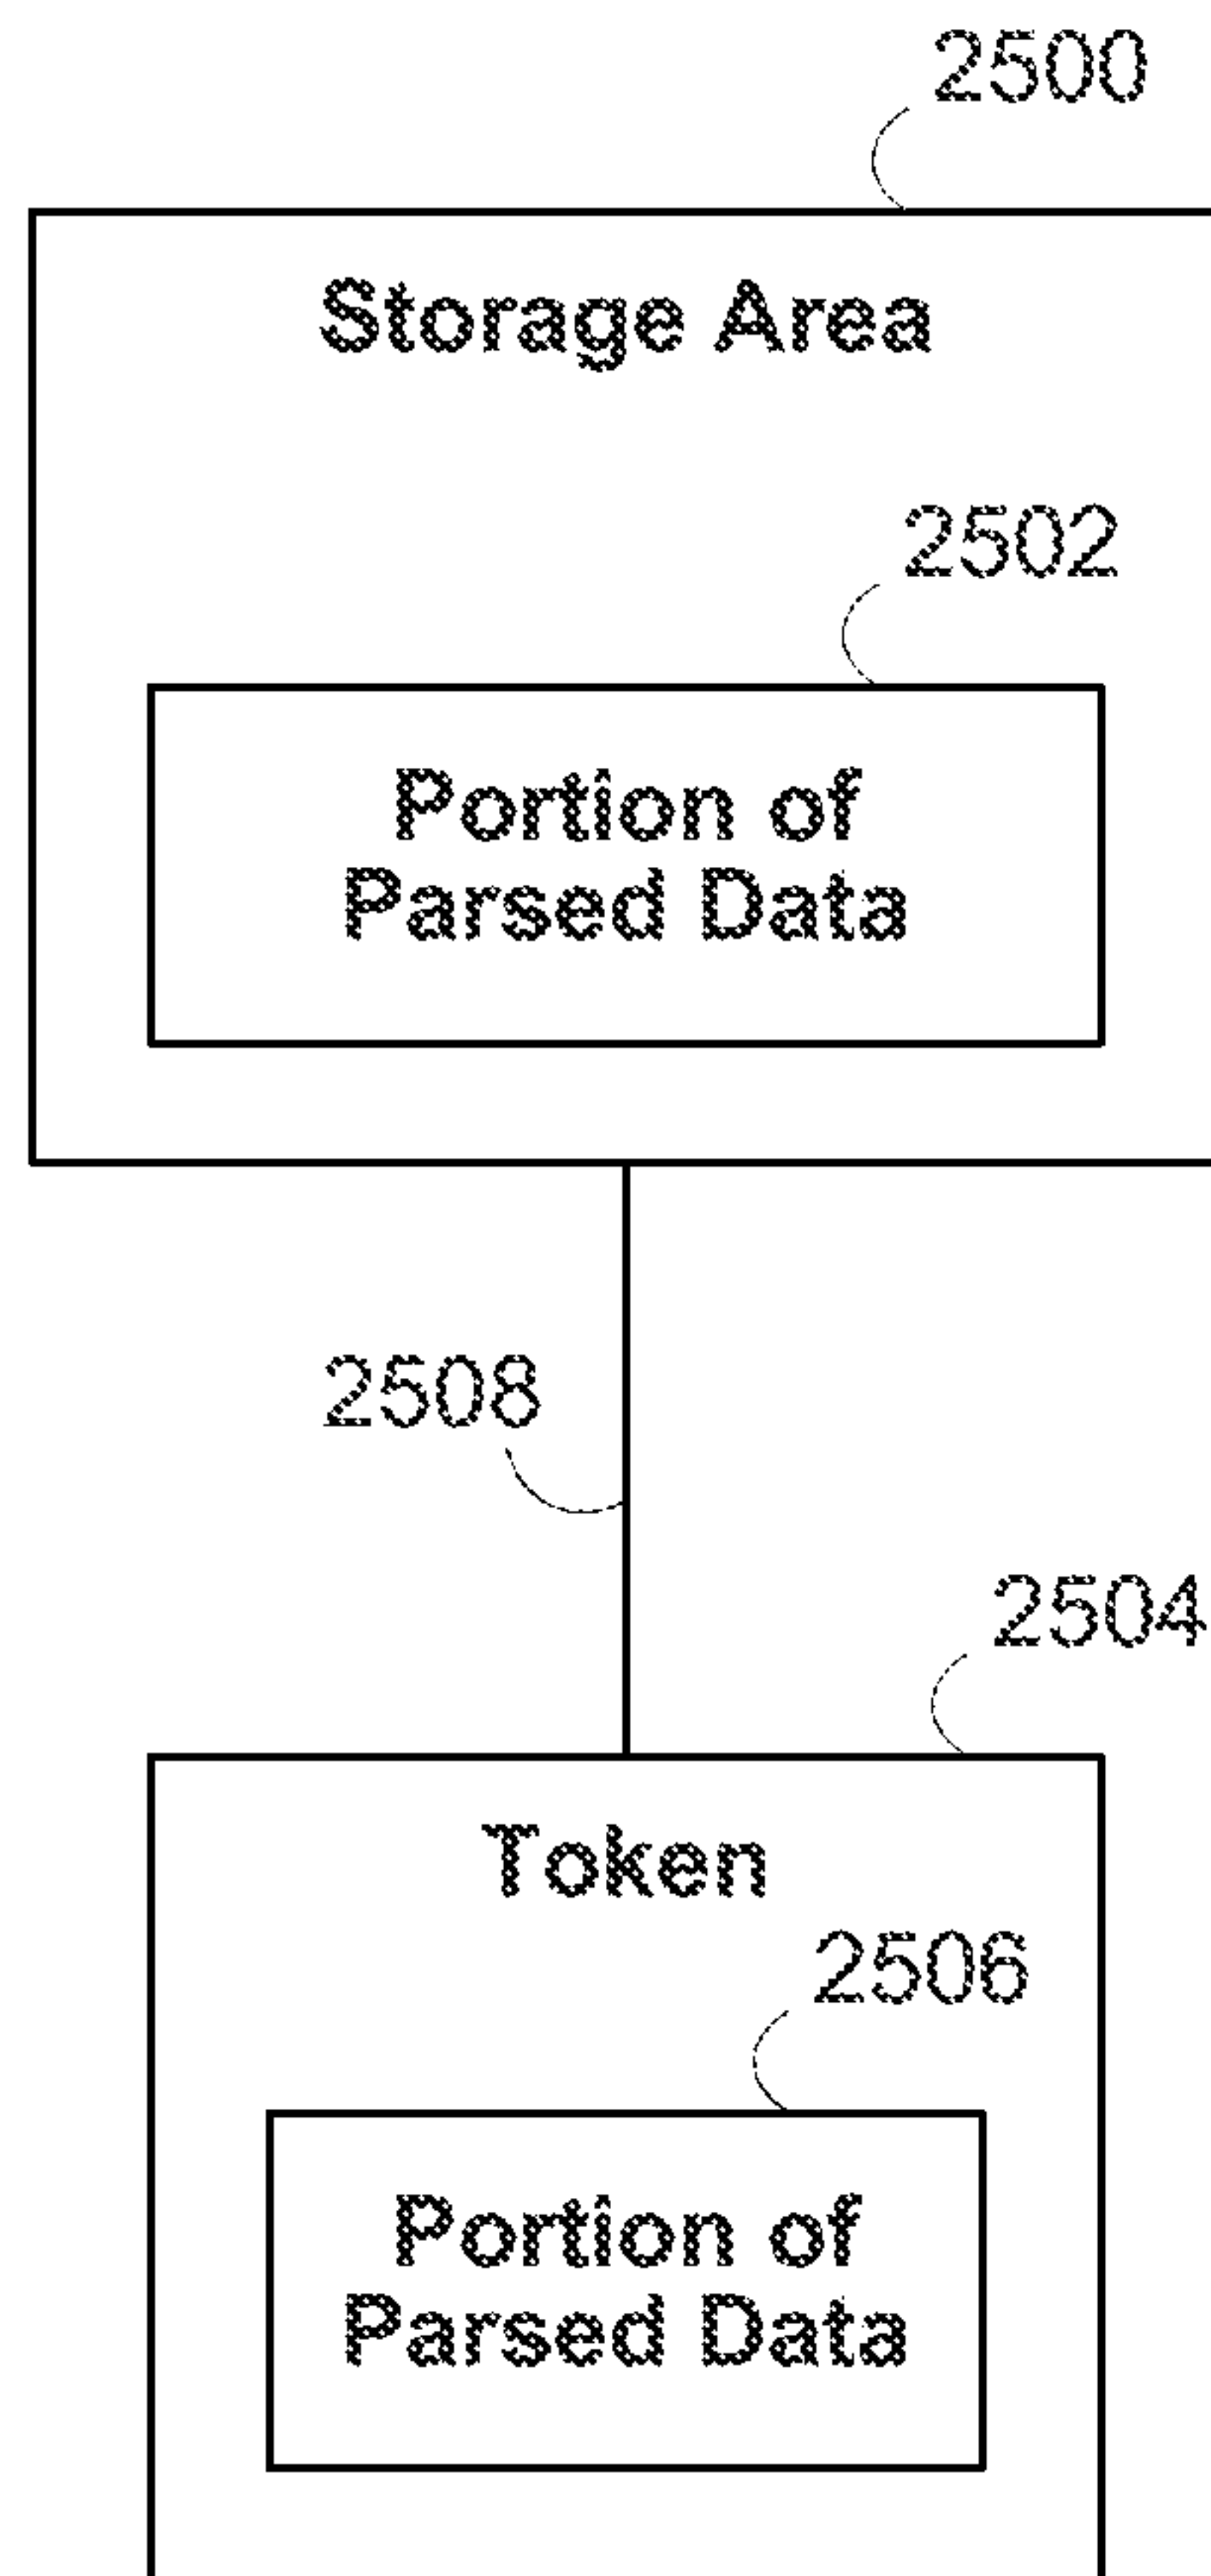 2500
Storage Area
2502
Portion of
Parsed Data
2508
2504
Token
2506
Portion of
Parsed Data